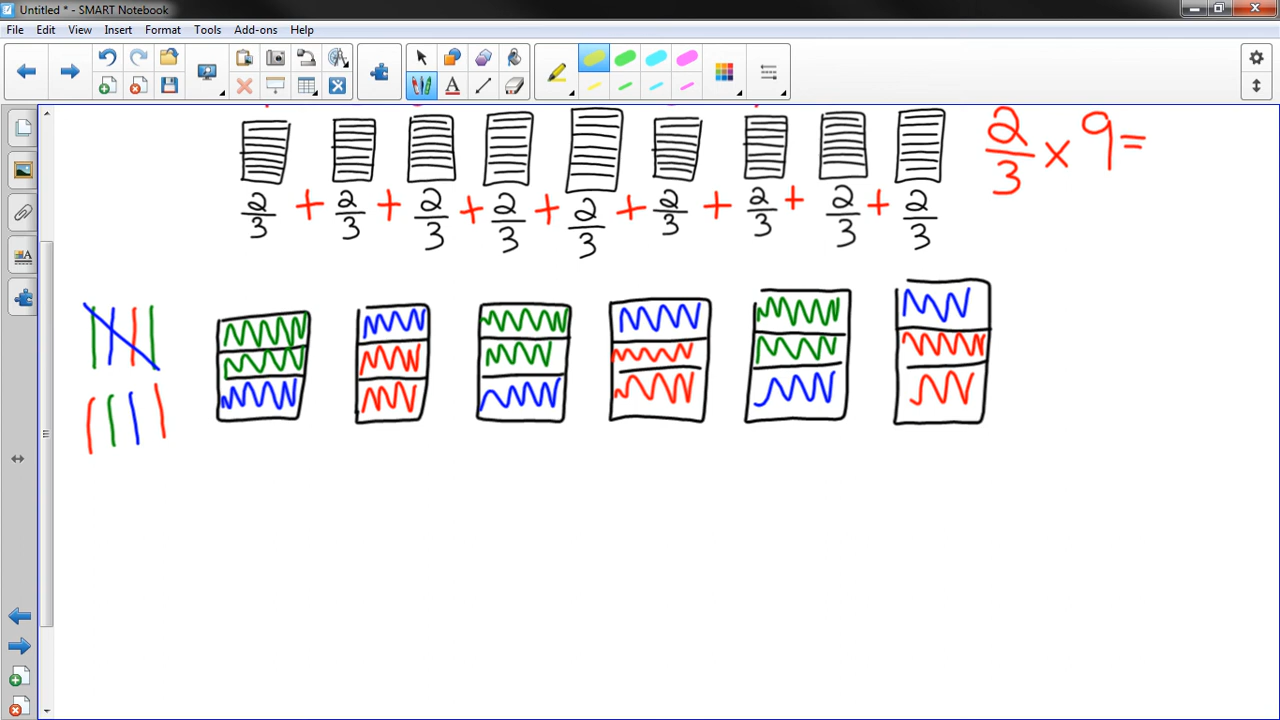 Untitled * - SMART Notebook
File Edit View Insert Format Tools Add-ons Help
2/3 + 2/3 + 2/3 + 2/3 + 2/3 + 2/3 + 2/3 + 2/3 + 2/3
2/3 × 9 =